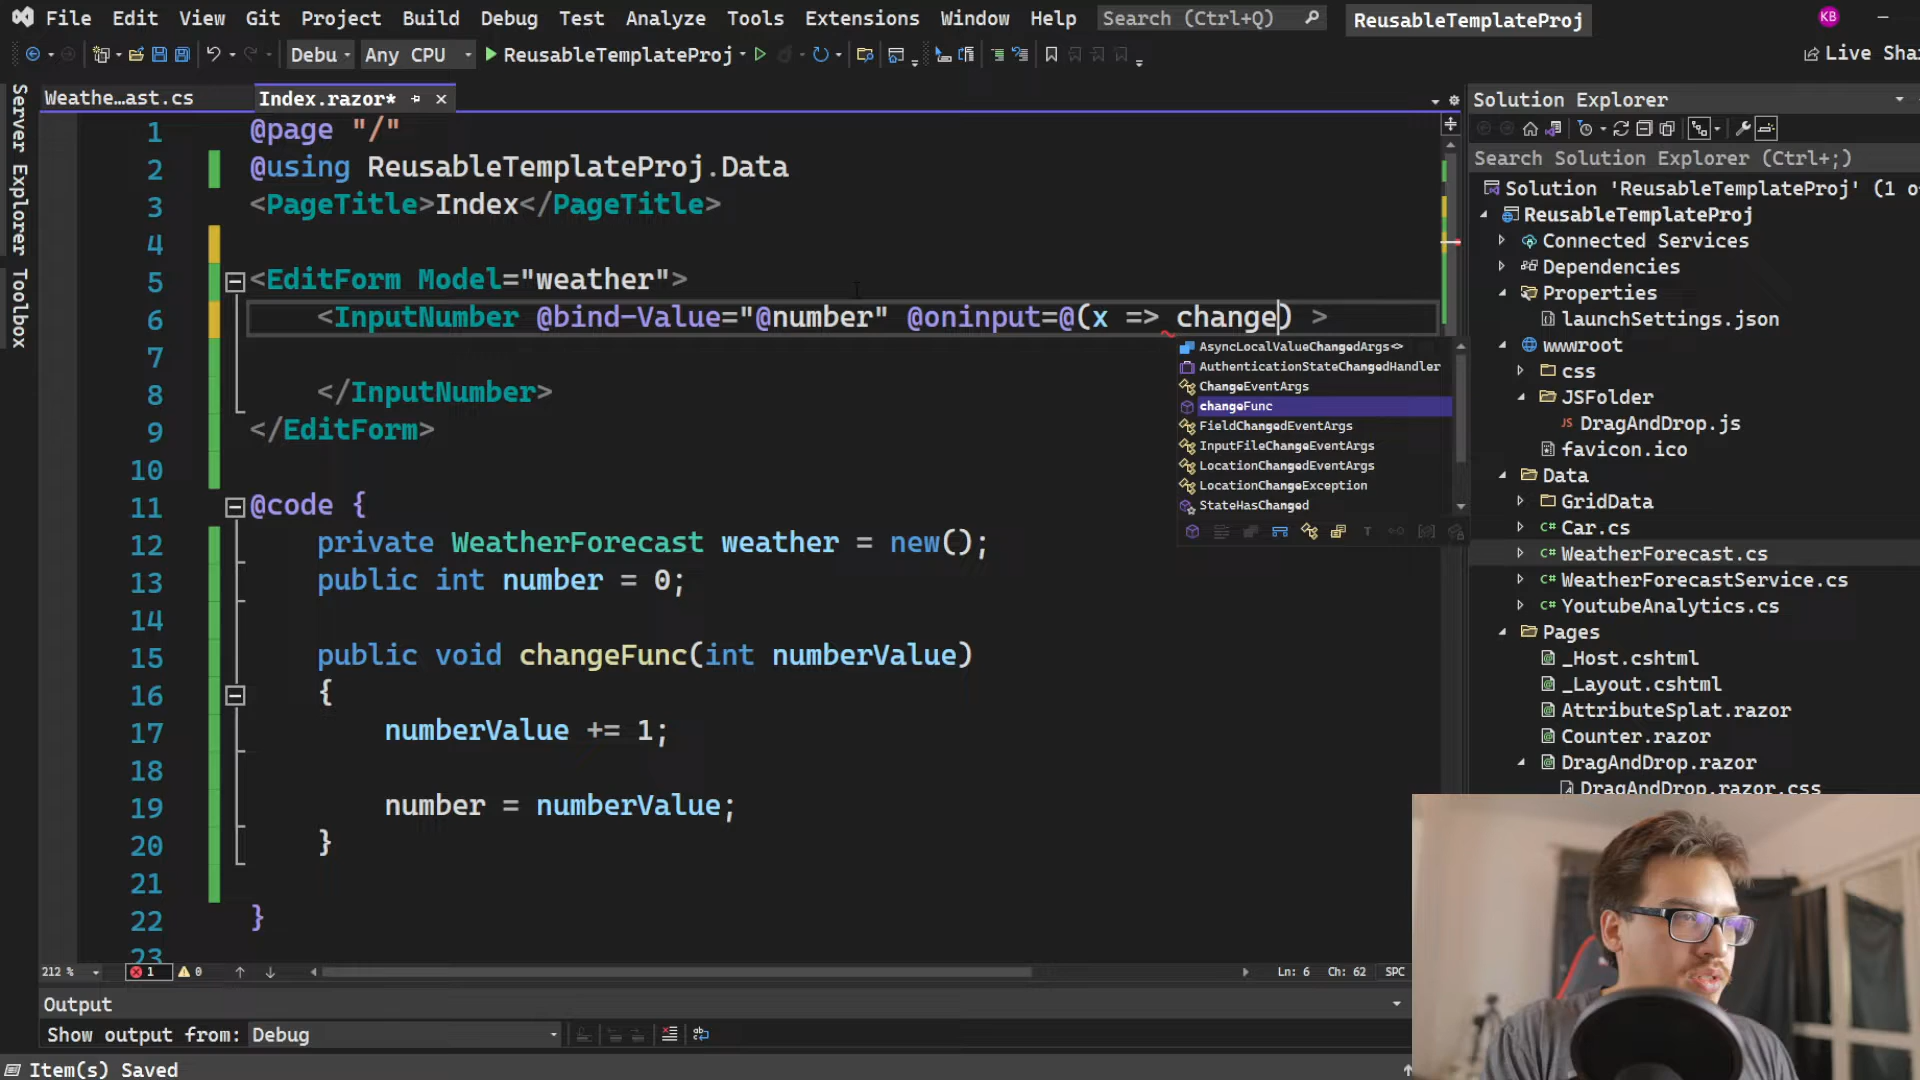 File Edit View Git Project Build Debug Test Analyze Tools Extensions Window Help Search (Ctrl+Q) ReusableTemplateProj KB
Debu Any CPU ReusableTemplateProj Live Sha
Server Explorer
Toolbox
Weathe...ast.cs Index.razor*
1 @page "/"
2 @using ReusableTemplateProj.Data
3 <PageTitle>Index</PageTitle>
4
5 <EditForm Model="weather">
6 <InputNumber @bind-Value="@number" @oninput=@(x => change) >
7
8 </InputNumber>
9 </EditForm>
10
11 @code {
12 private WeatherForecast weather = new();
13 public int number = 0;
14
15 public void changeFunc(int numberValue)
16 {
17 numberValue += 1;
18
19 number = numberValue;
20 }
21
22 }
23
AsyncLocalValueChangedArgs<>
AuthenticationStateChangedHandler
ChangeEventArgs
changeFunc
FieldChangedEventArgs
InputFileChangeEventArgs
LocationChangedEventArgs
LocationChangeException
StateHasChanged
212 % 1 0 Ln: 6 Ch: 62 SPC
Output
Show output from: Debug
Item(s) Saved
Solution Explorer
Search Solution Explorer (Ctrl+;)
Solution 'ReusableTemplateProj' (1 o
ReusableTemplateProj
Connected Services
Dependencies
Properties
launchSettings.json
wwwroot
css
JSFolder
DragAndDrop.js
favicon.ico
Data
GridData
C# Car.cs
C# WeatherForecast.cs
C# WeatherForecastService.cs
C# YoutubeAnalytics.cs
Pages
_Host.cshtml
_Layout.cshtml
AttributeSplat.razor
Counter.razor
DragAndDrop.razor
DragAndDrop.razor.css